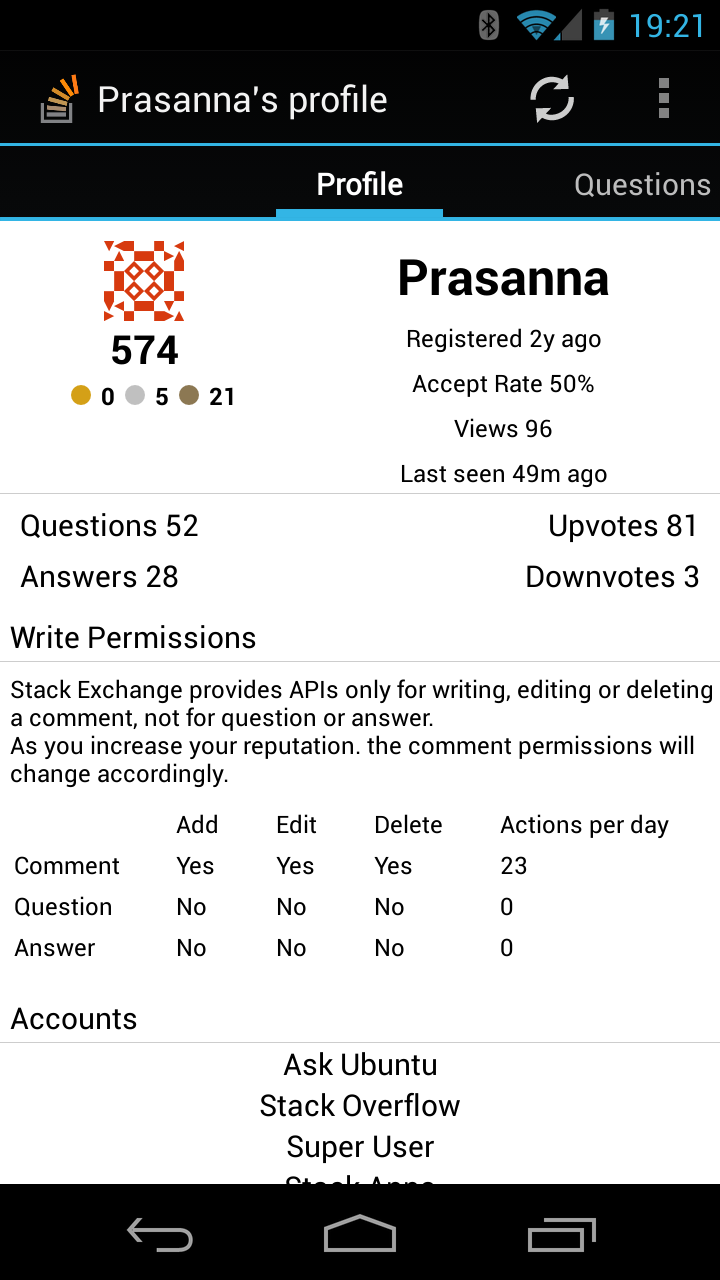 19:21
Prasanna's profile
Profile Questions
Prasanna
574
0 5 21
Registered 2y ago
Accept Rate 50%
Views 96
Last seen 49m ago
Questions 52 Upvotes 81
Answers 28 Downvotes 3
Write Permissions
Stack Exchange provides APIs only for writing, editing or deleting
a comment, not for question or answer.
As you increase your reputation. the comment permissions will
change accordingly.
Add Edit Delete Actions per day
Comment Yes Yes Yes 23
Question No No No 0
Answer No No No 0
Accounts
Ask Ubuntu
Stack Overflow
Super User
Stack Apps